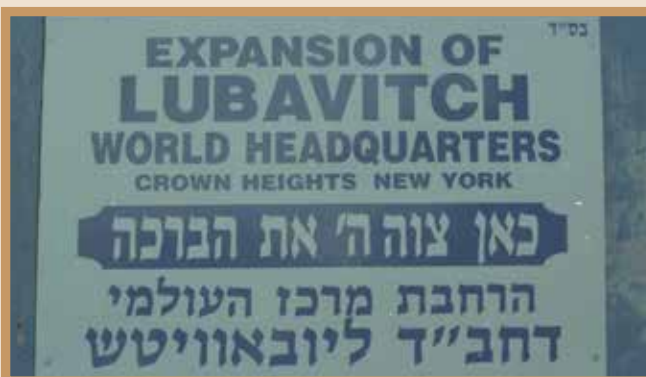 בס"ד
EXPANSION OF
LUBAVITCH
WORLD HEADQUARTERS
CROWN HEIGHTS NEW YORK
כאן צוה ה' את הברכה
הרחבת מרכז העולמי
דחב"ד ליובאוויטש